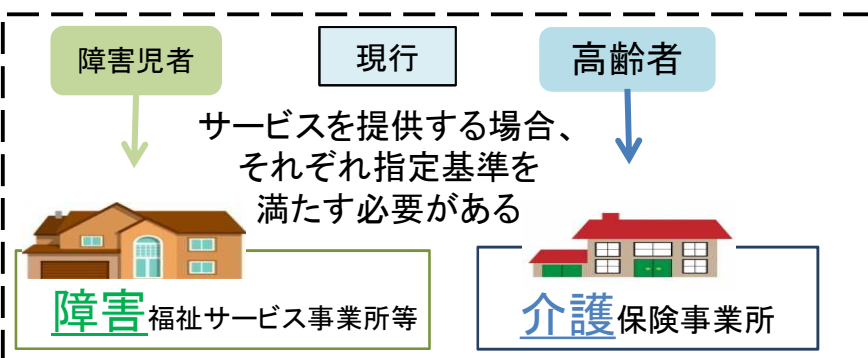 障害児者
現行
高齢者
サービスを提供する場合、
それぞれ指定基準を
満たす必要がある
障害福祉サービス事業所等
介護保険事業所